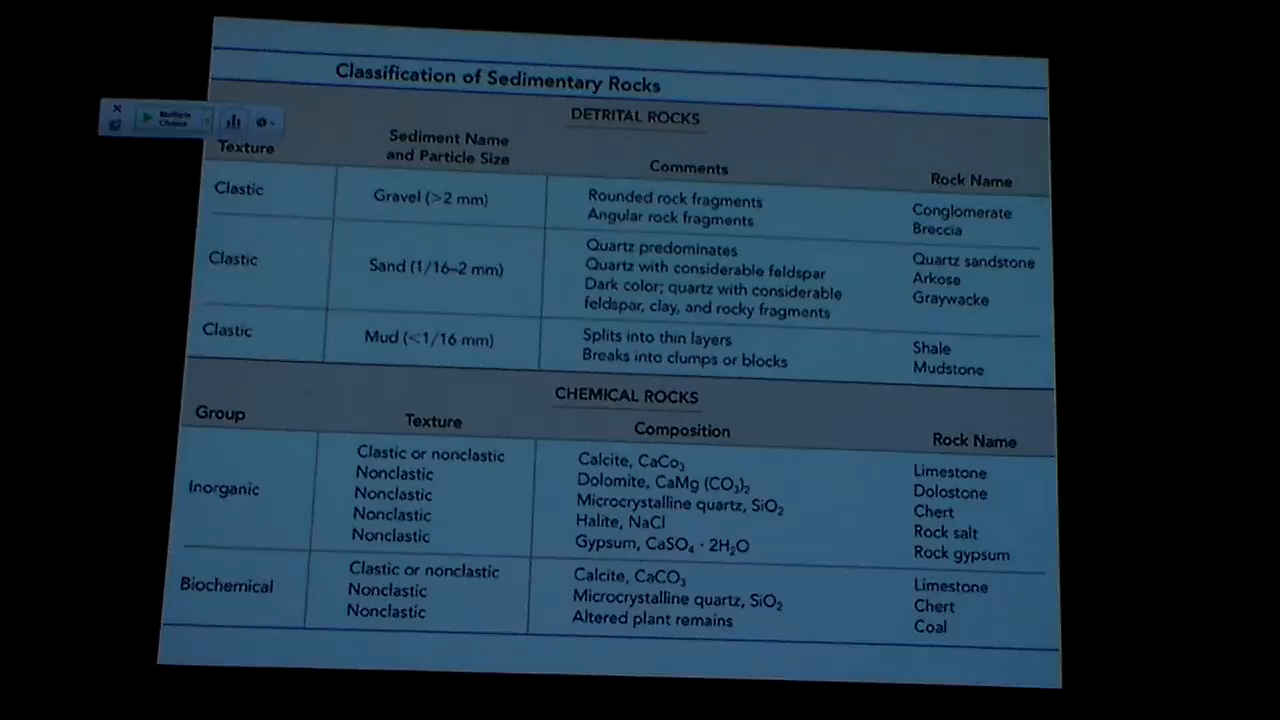 Classification of Sedimentary Rocks
DETRITAL ROCKS
Multiple
Choice
Texture
Sediment Name
and Particle Size
Comments
Rock Name
Clastic
Gravel (>2 mm)
Rounded rock fragments
Conglomerate
Angular rock fragments
Breccia
Clastic
Sand (1/16–2 mm)
Quartz predominates
Quartz sandstone
Quartz with considerable feldspar
Arkose
Dark color; quartz with considerable
feldspar, clay, and rocky fragments
Graywacke
Clastic
Mud (<1/16 mm)
Splits into thin layers
Shale
Breaks into clumps or blocks
Mudstone
CHEMICAL ROCKS
Group
Texture
Composition
Rock Name
Inorganic
Clastic or nonclastic
Calcite, CaCo₃
Limestone
Nonclastic
Dolomite, CaMg (CO₃)₂
Dolostone
Nonclastic
Microcrystalline quartz, SiO₂
Chert
Nonclastic
Halite, NaCl
Rock salt
Nonclastic
Gypsum, CaSO₄ · 2H₂O
Rock gypsum
Biochemical
Clastic or nonclastic
Calcite, CaCO₃
Limestone
Nonclastic
Microcrystalline quartz, SiO₂
Chert
Nonclastic
Altered plant remains
Coal